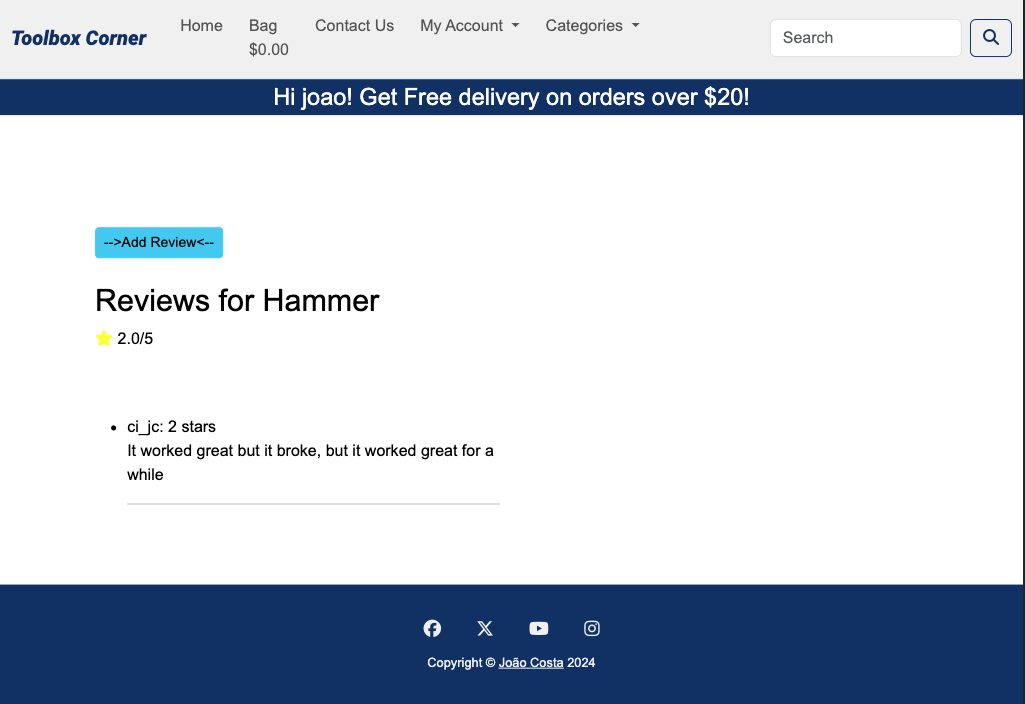 Toolbox Corner
Home
Bag
$0.00
Contact Us
My Account
Categories
Search
Hi joao! Get Free delivery on orders over $20!
-->Add Review<--
Reviews for Hammer
2.0/5
ci_jc: 2 stars
It worked great but it broke, but it worked great for a
while
Copyright © João Costa 2024